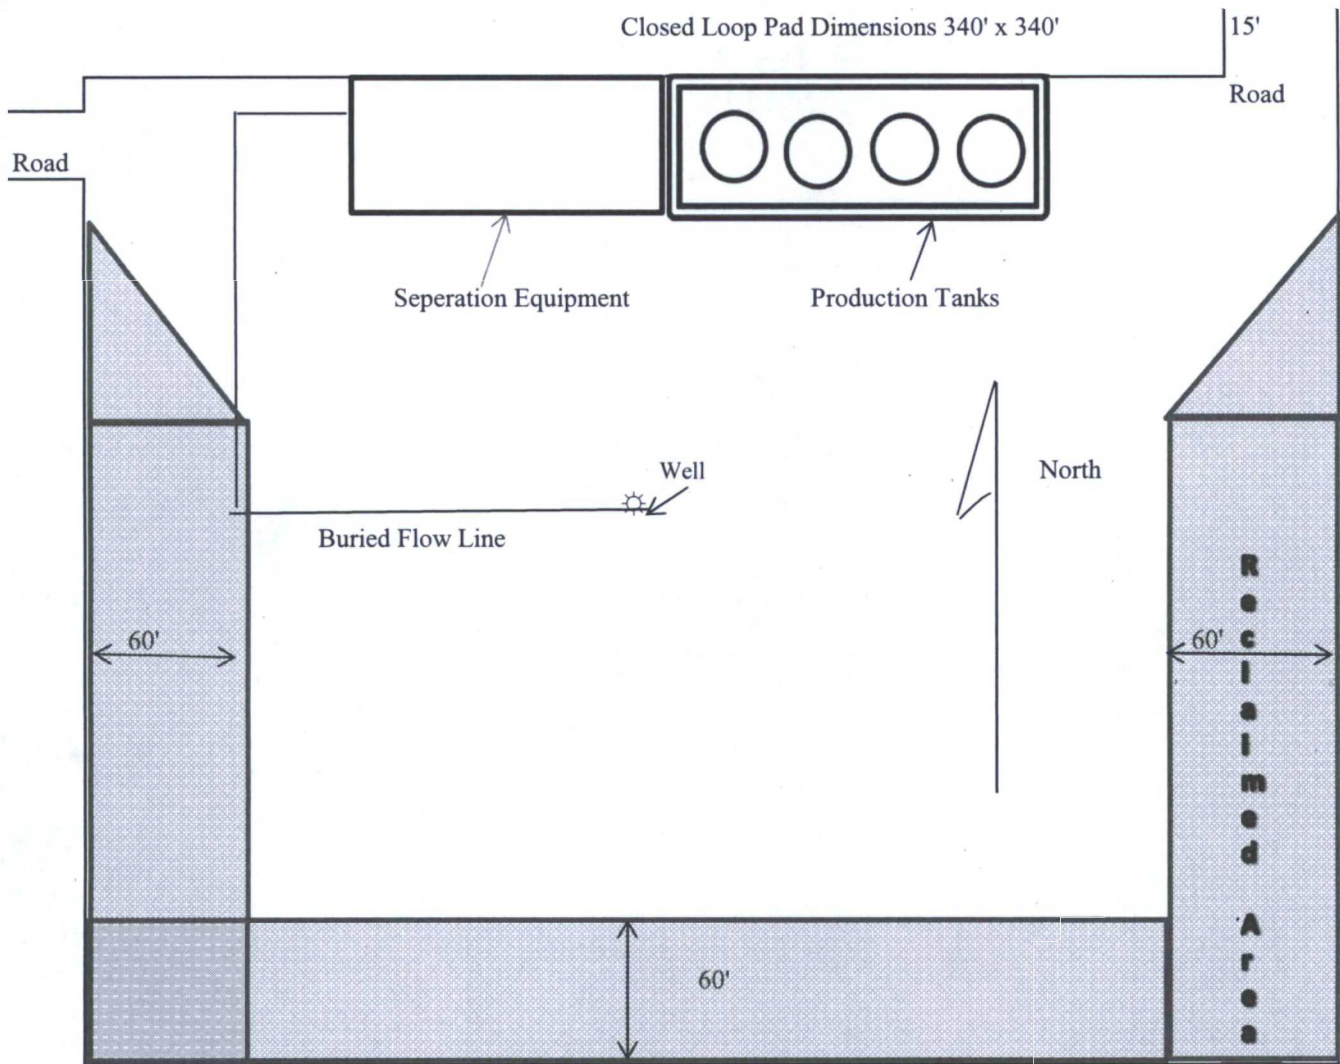 Closed Loop Pad Dimensions 340' x 340'
15'
Road
Road
Seperation Equipment
Production Tanks
Well
North
Buried Flow Line
60'
60'
60'
Reclaimed Area